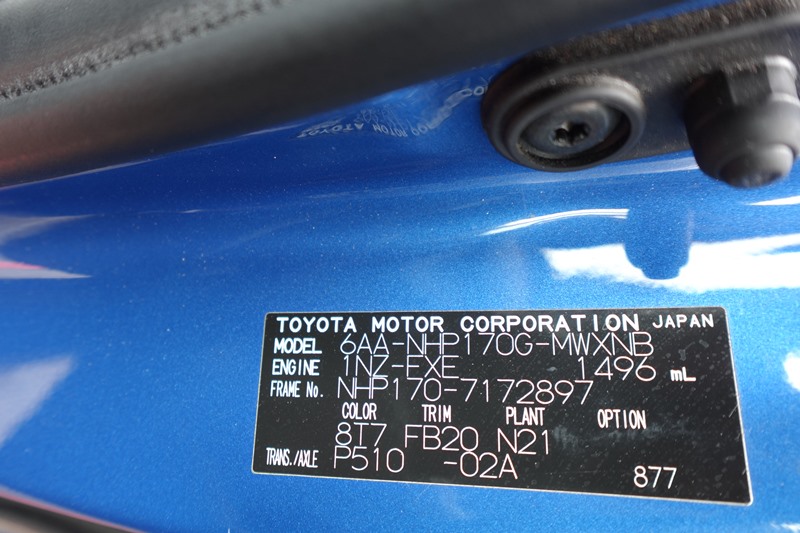 TOYOTA MOTOR CORPORATION JAPAN
MODEL 6AA-NHP170G-MWXNB
ENGINE 1NZ-EXE 1496 mL
FRAME No. NHP170-7172897
COLOR TRIM PLANT OPTION
8T7 FB20 N21
TRANS./AXLE P510 -02A 877